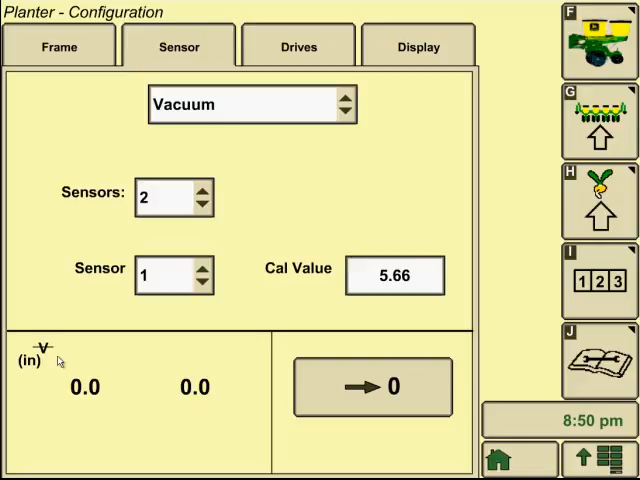 Planter - Configuration
Frame
Sensor
Drives
Display
Vacuum
Sensors:
2
Sensor
1
Cal Value
5.66
V
(in)
0.0
0.0
0
F
G
H
I
1 2 3
J
8:50 pm